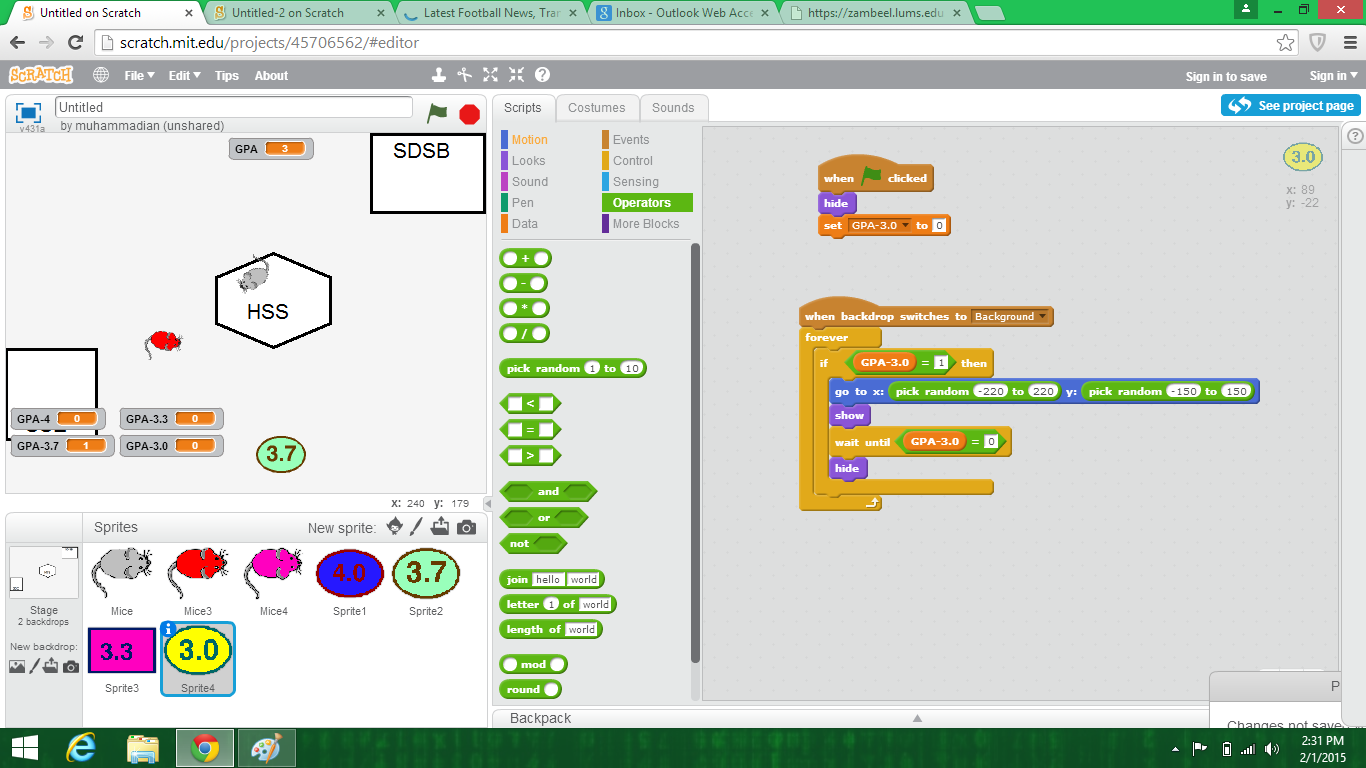 Untitled on Scratch
Untitled-2 on Scratch
Latest Football News, Tran
Inbox - Outlook Web Acce
https://zambeel.lums.edu
scratch.mit.edu/projects/45706562/#editor
SCRATCH File Edit Tips About Sign in to save Sign in
Untitled
by muhammadian (unshared)
v431a
Scripts Costumes Sounds
See project page
GPA 3
SDSB
HSS
GPA-4 0 GPA-3.3 0
GPA-3.7 1 GPA-3.0 0
3.7
x: 240 y: 179
Motion Events
Looks Control
Sound Sensing
Pen Operators
Data More Blocks
+
-
*
/
pick random 1 to 10
<
=
>
and
or
not
join hello world
letter 1 of world
length of world
mod
round
when clicked
hide
set GPA-3.0 to 0
when backdrop switches to Background
forever
if GPA-3.0 = 1 then
go to x: pick random -220 to 220 y: pick random -150 to 150
show
wait until GPA-3.0 = 0
hide
3.0
x: 89
y: -22
Sprites New sprite:
Stage
2 backdrops
New backdrop:
Mice Mice3 Mice4
4.0
Sprite1
3.7
Sprite2
3.3
Sprite3
3.0
Sprite4
Backpack
P
Changes not save
2:31 PM
2/1/2015